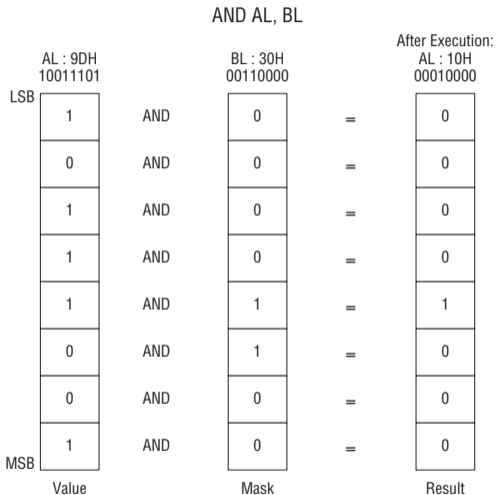 AND AL, BL
After Execution:
AL : 9DH BL : 30H AL : 10H
10011101 00110000 00010000
LSB
1 AND 0 = 0
0 AND 0 = 0
1 AND 0 = 0
1 AND 0 = 0
1 AND 1 = 1
0 AND 1 = 0
0 AND 0 = 0
1 AND 0 = 0
MSB
Value Mask Result